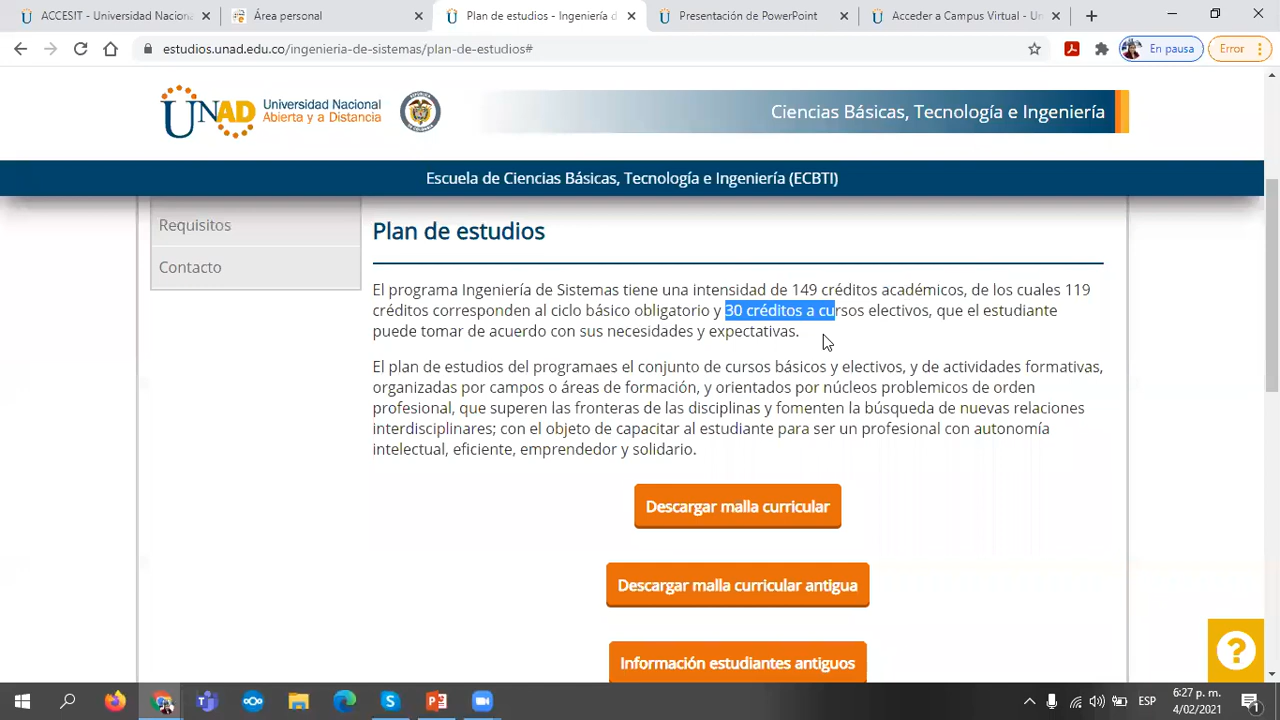 ACCESIT - Universidad Nacional
Área personal
Plan de estudios - Ingeniería d
Presentación de PowerPoint
Acceder a Campus Virtual - Un
estudios.unad.edu.co/ingenieria-de-sistemas/plan-de-estudios#
En pausa
Error
UNAD
Universidad Nacional
Abierta y a Distancia
Ciencias Básicas, Tecnología e Ingeniería
Escuela de Ciencias Básicas, Tecnología e Ingeniería (ECBTI)
Requisitos
Contacto
Plan de estudios
El programa Ingeniería de Sistemas tiene una intensidad de 149 créditos académicos, de los cuales 119
créditos corresponden al ciclo básico obligatorio y 30 créditos a cursos electivos, que el estudiante
puede tomar de acuerdo con sus necesidades y expectativas.
El plan de estudios del programaes el conjunto de cursos básicos y electivos, y de actividades formativas,
organizadas por campos o áreas de formación, y orientados por núcleos problemicos de orden
profesional, que superen las fronteras de las disciplinas y fomenten la búsqueda de nuevas relaciones
interdisciplinares; con el objeto de capacitar al estudiante para ser un profesional con autonomía
intelectual, eficiente, emprendedor y solidario.
Descargar malla curricular
Descargar malla curricular antigua
Información estudiantes antiguos
?
ESP
6:27 p. m.
4/02/2021